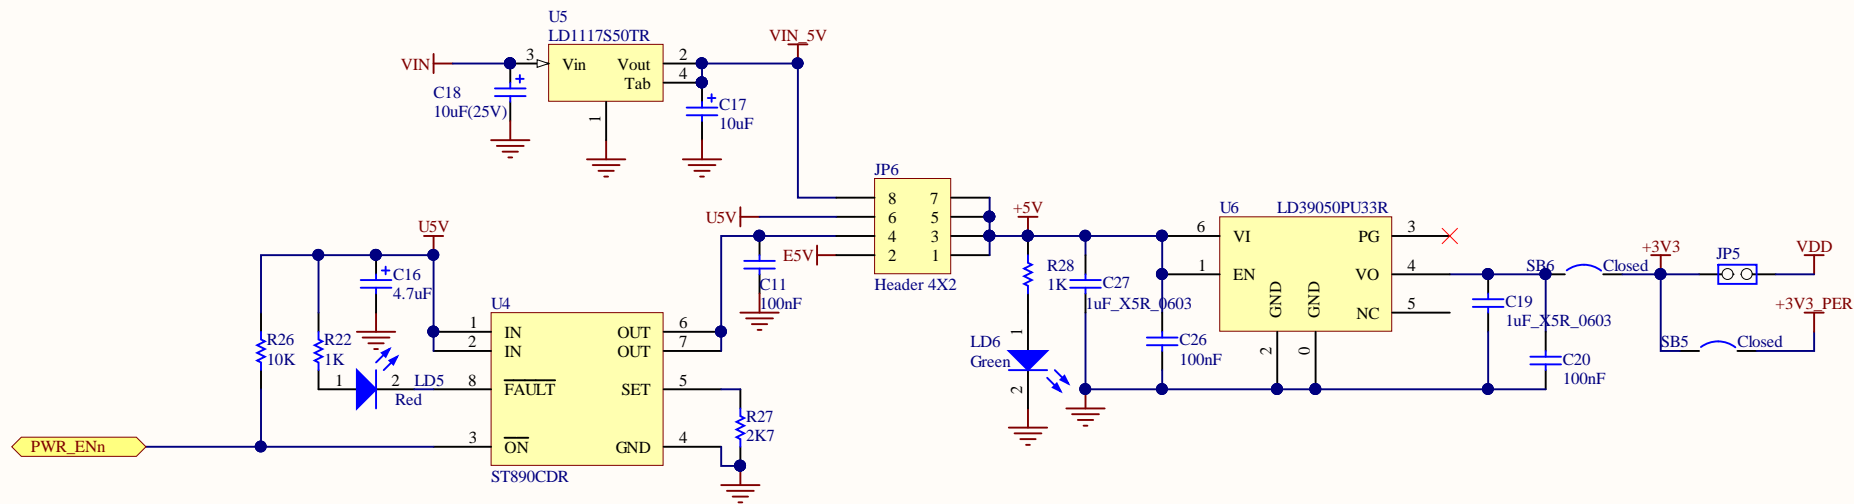 U5
LD1117S50TR
VIN
3
Vin
Vout
2
Tab
4
1
VIN_5V
C18
10uF(25V)
+
C17
10uF
+
JP6
8 7
6 5
4 3
2 1
Header 4X2
U5V
E5V
C11
100nF
U5V
C16
4.7uF
+
R26
10K
R22
1K
1
2
LD5
Red
U4
1
IN
2
IN
8
FAULT
3
ON
OUT
6
OUT
7
SET
5
GND
4
ST890CDR
R27
2K7
PWR_ENn
+5V
R28
1K
1
LD6
Green
2
C27
1uF_X5R_0603
C26
100nF
U6
LD39050PU33R
6
VI
1
EN
GND
2
GND
0
PG
3
VO
4
NC
5
C19
1uF_X5R_0603
C20
100nF
SB6
Closed
+3V3
JP5
VDD
+3V3_PER
SB5
Closed